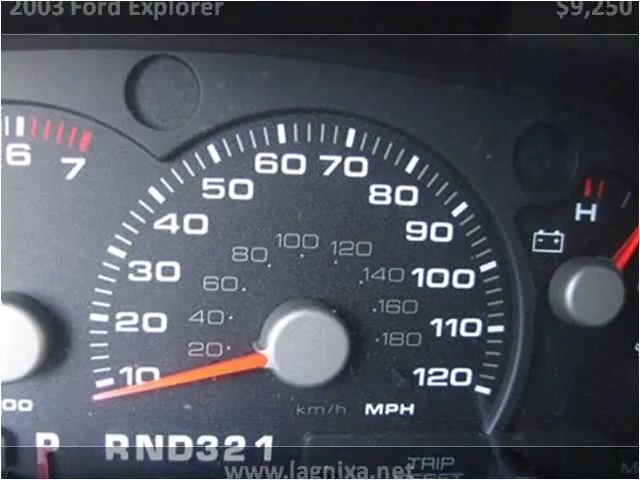 2003 Ford Explorer $9,250
6 7
10 20 30 40 50 60 70 80 90 100 110 120
20 40 60 80 100 120 140 160 180
H
km/h MPH
00
P RND321
TRIP
www.lagnixa.net